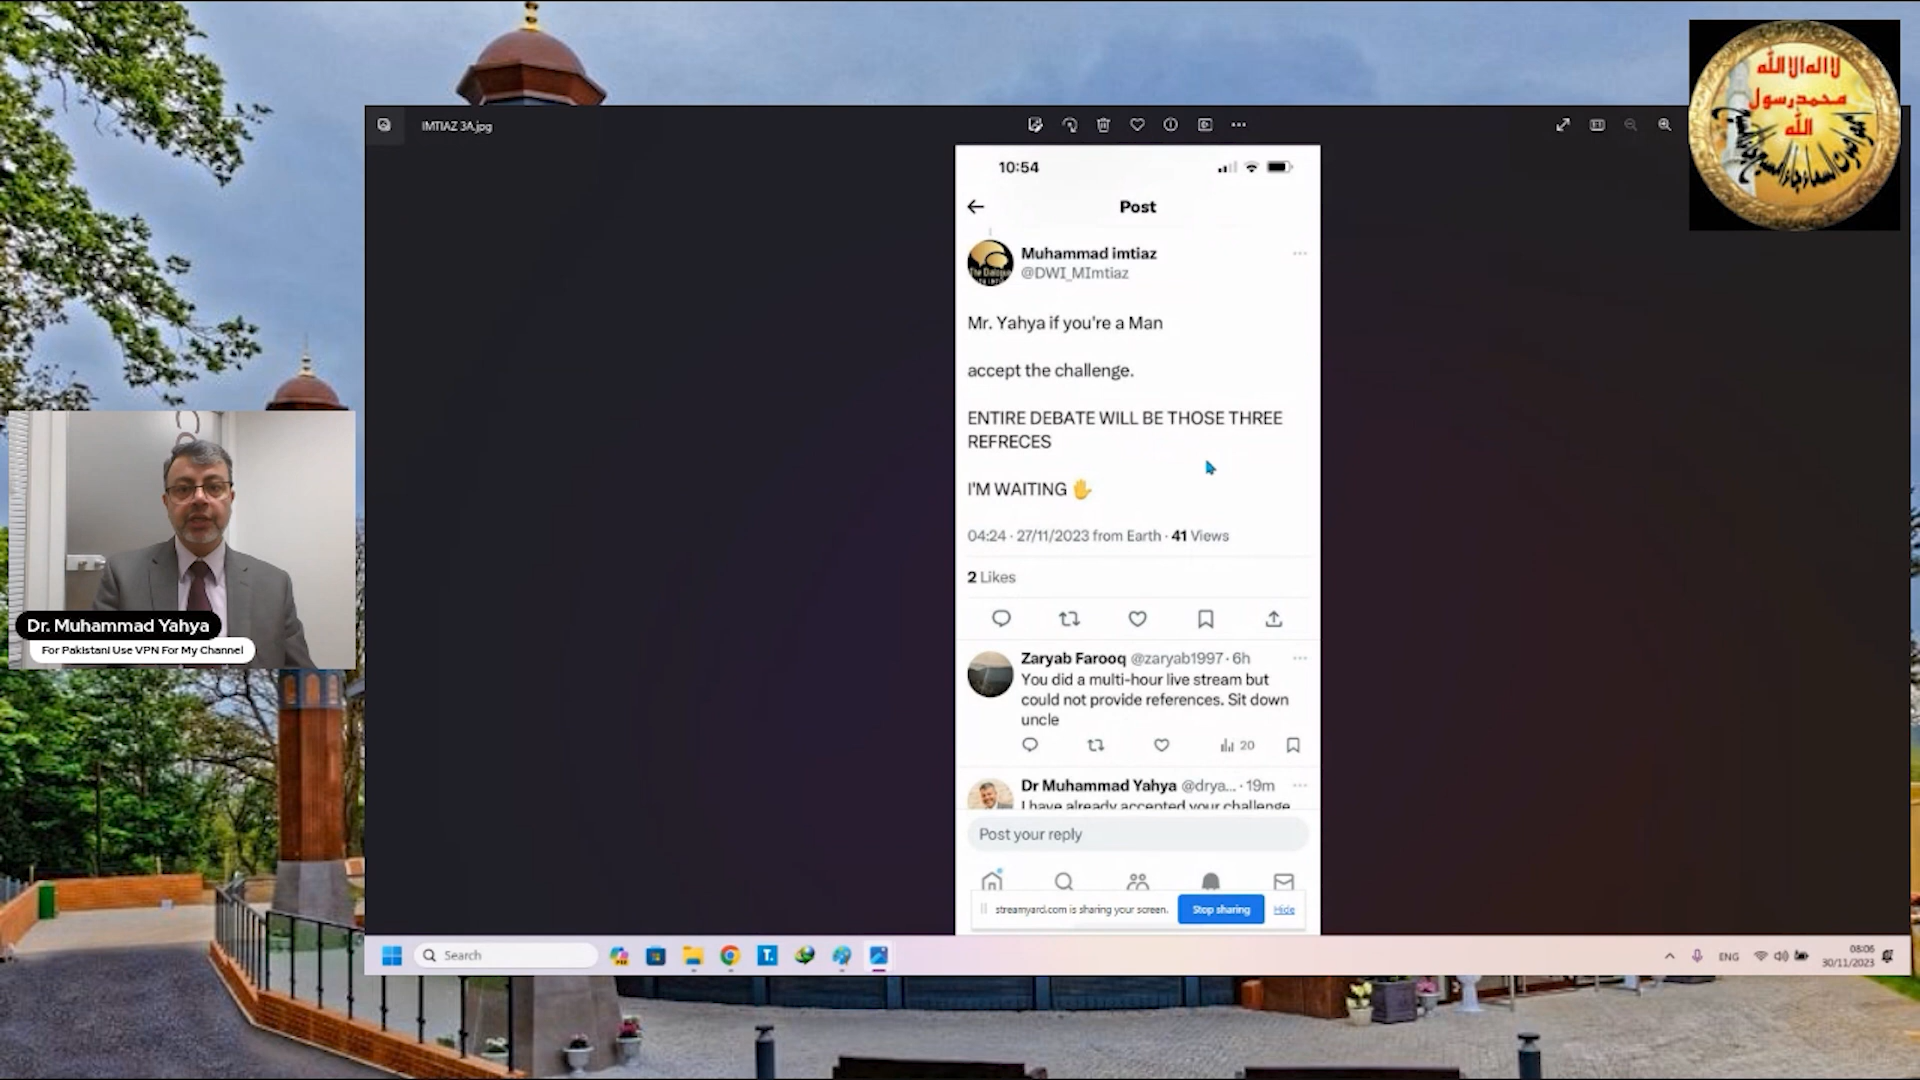 IMTIAZ 3A.jpg
10:54
Post
Muhammad imtiaz
@DWI_MImtiaz
Mr. Yahya if you're a Man
accept the challenge.
ENTIRE DEBATE WILL BE THOSE THREE
REFRECES
I'M WAITING ✋
04:24 · 27/11/2023 from Earth · 41 Views
2 Likes
Zaryab Farooq @zaryab1997 · 6h
You did a multi-hour live stream but
could not provide references. Sit down
uncle
20
Dr Muhammad Yahya @drya... · 19m
I have already accepted your challenge
Post your reply
streamyard.com is sharing your screen. Stop sharing Hide
Search
ENG
08:06
30/11/2023
Dr. Muhammad Yahya
For Pakistani Use VPN For My Channel
لا اله الا الله
محمد رسول
الله